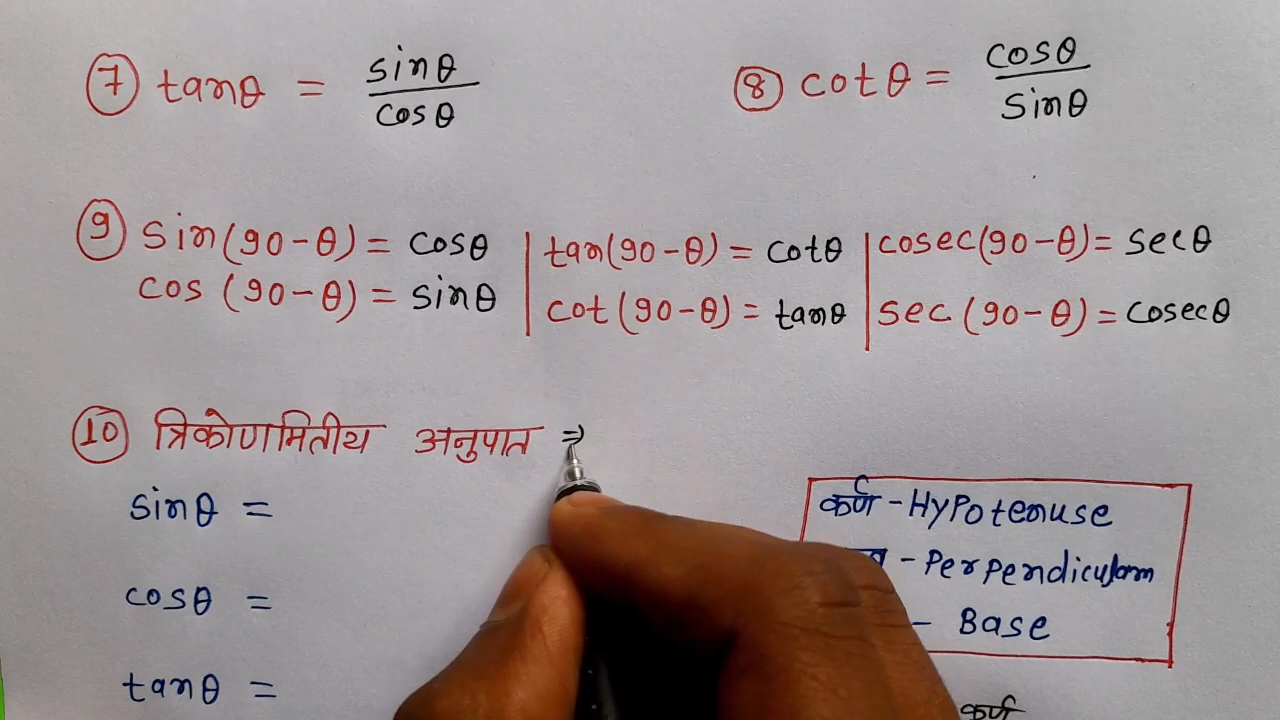 ⑦ tanθ = sinθ/cosθ
⑧ cotθ = cosθ/sinθ
⑨ sin(90-θ) = cosθ | tan(90-θ) = cotθ | cosec(90-θ) = secθ
cos(90-θ) = sinθ | cot(90-θ) = tanθ | sec(90-θ) = cosecθ
⑩ त्रिकोणमितीय अनुपात ⇒
sinθ =
cosθ =
tanθ =
कर्ण - Hypotenuse
- Perpendicular
- Base
कर्ण